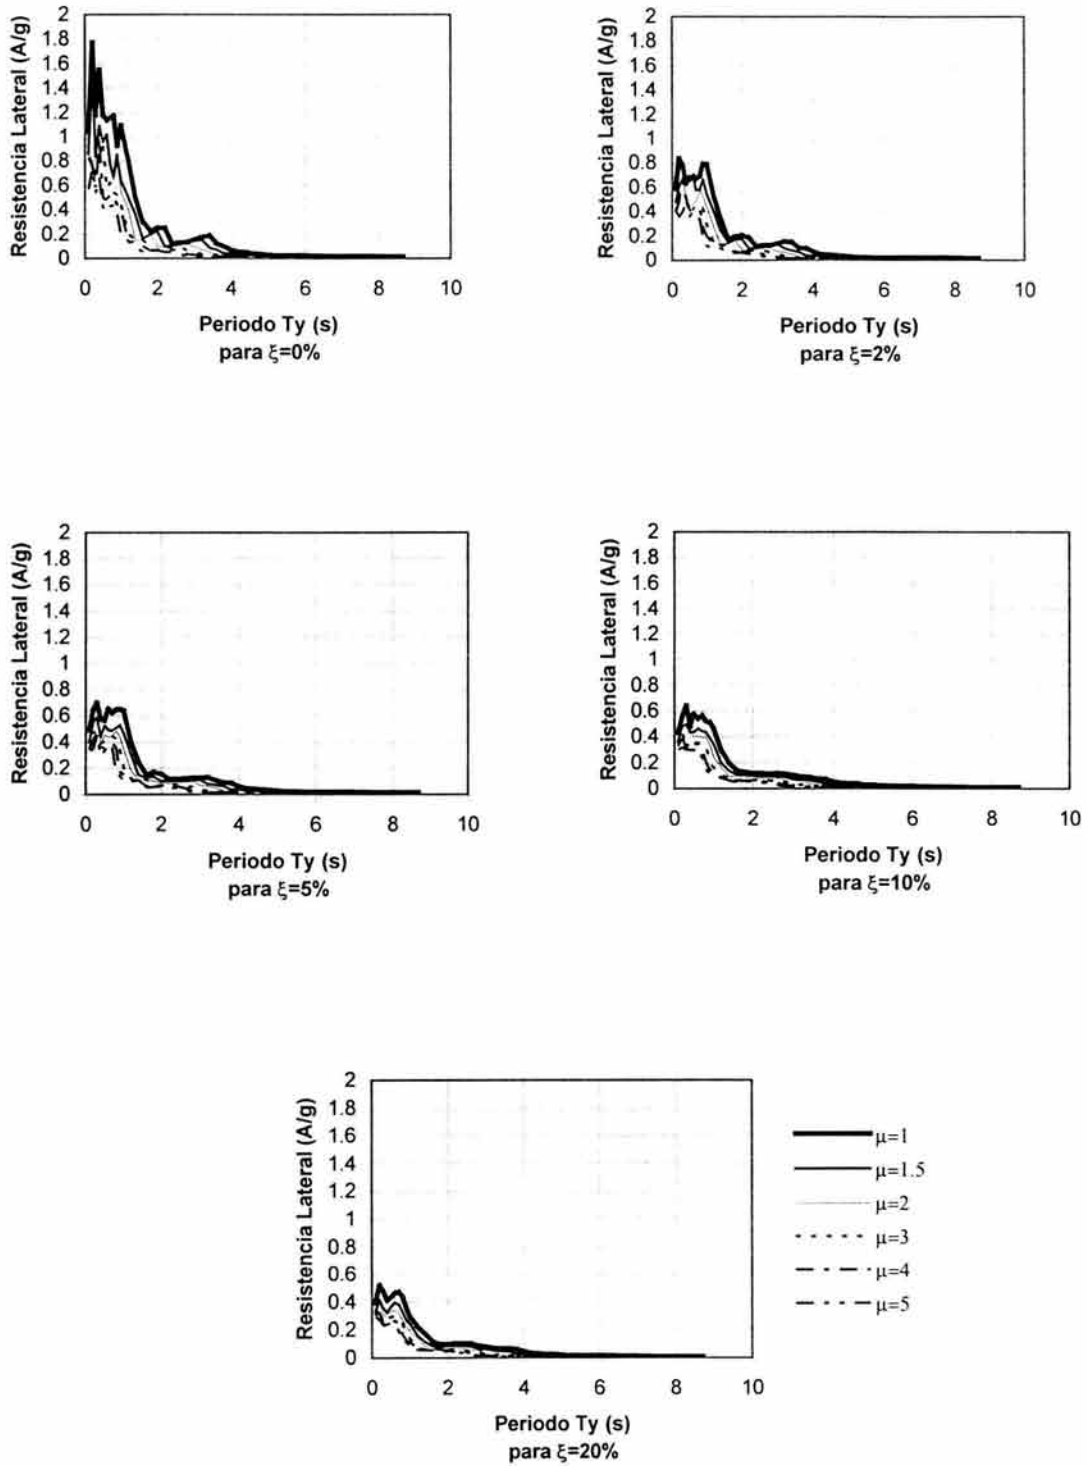 Resistencia Lateral (A/g)
2
1.8
1.6
1.4
1.2
1
0.8
0.6
0.4
0.2
0
0 2 4 6 8 10
Periodo Ty (s)
para ξ=0%
Resistencia Lateral (A/g)
2
1.8
1.6
1.4
1.2
1
0.8
0.6
0.4
0.2
0
0 2 4 6 8 10
Periodo Ty (s)
para ξ=2%
Resistencia Lateral (A/g)
2
1.8
1.6
1.4
1.2
1
0.8
0.6
0.4
0.2
0
0 2 4 6 8 10
Periodo Ty (s)
para ξ=5%
Resistencia Lateral (A/g)
2
1.8
1.6
1.4
1.2
1
0.8
0.6
0.4
0.2
0
0 2 4 6 8 10
Periodo Ty (s)
para ξ=10%
Resistencia Lateral (A/g)
2
1.8
1.6
1.4
1.2
1
0.8
0.6
0.4
0.2
0
0 2 4 6 8 10
Periodo Ty (s)
para ξ=20%
μ=1
μ=1.5
μ=2
μ=3
μ=4
μ=5